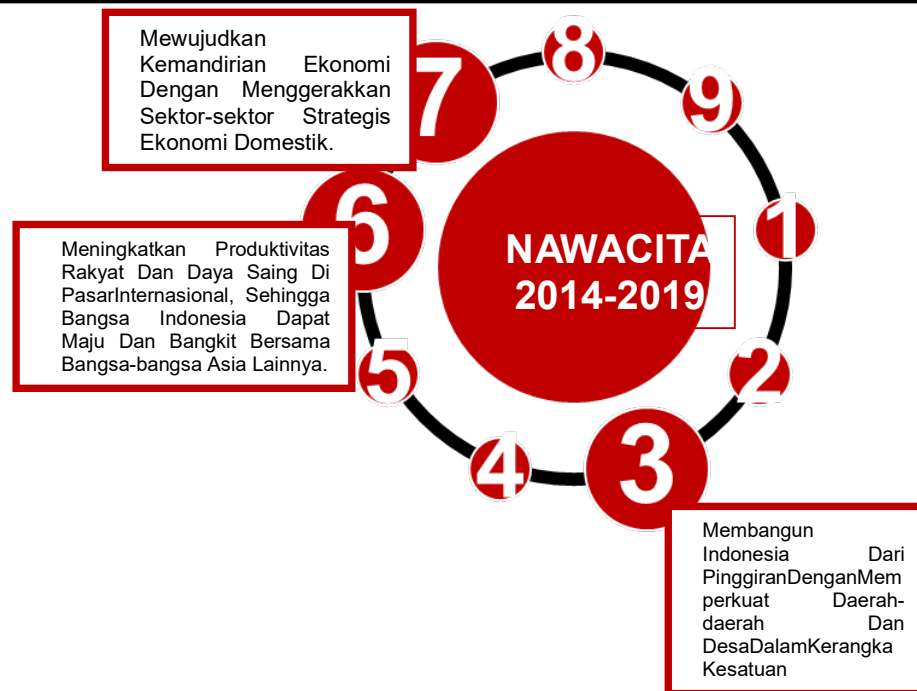 Mewujudkan
Kemandirian Ekonomi
Dengan Menggerakkan
Sektor-sektor Strategis
Ekonomi Domestik.
7
8
9
6
1
Meningkatkan Produktivitas
Rakyat Dan Daya Saing Di
PasarInternasional, Sehingga
Bangsa Indonesia Dapat
Maju Dan Bangkit Bersama
Bangsa-bangsa Asia Lainnya.
NAWACITA
2014-2019
5
2
4
3
Membangun
Indonesia Dari
PinggiranDenganMem
perkuat Daerah-
daerah Dan
DesaDalamKerangka
Kesatuan